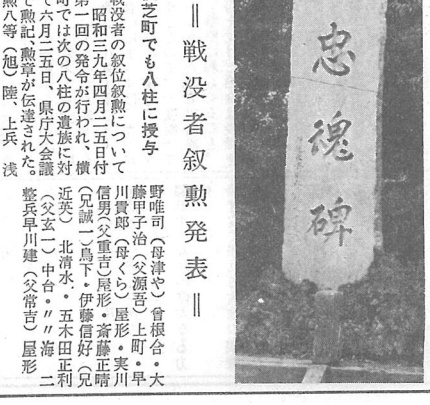 忠魂碑
＝戦没者叙勲発表＝
芝町でも八柱に授与
戦没者の叙位叙勲について
昭和三九年四月二五日付
第一回の発令が行われ、横
町では次の八柱の遺族に対
て六月二五日、県庁大会議
で勲記、勲章が伝達された。
勲八等（旭）陸、上兵　浅
野唯司（母津や）曽根合・大
藤甲子治（父源吾）上町・早
川貫郎（母くら）屋形・実川
信男（父重吉）屋形・斎藤正晴
（兄誠一）鳥下・伊藤信好（兄
近英）北清水・五木田正利
（父玄一）中台・〃〃海　二
整兵早川建（父常吉）屋形